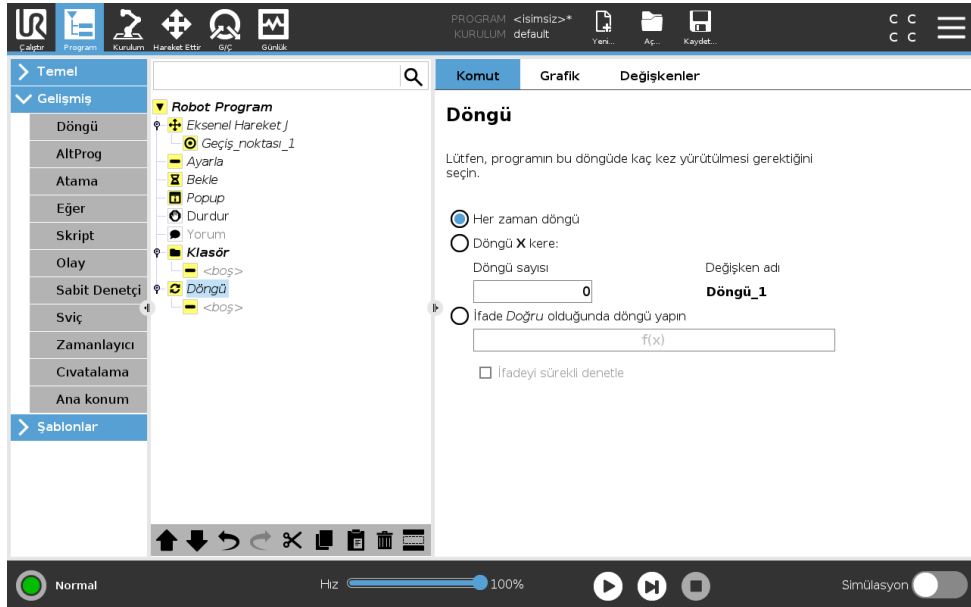 PROGRAM <isimsiz>*
KURULUM default
UR
Çalıştır
Program
Kurulum
Hareket Ettir
G/Ç
Günlük
Yeni...
Aç...
Kaydet...
C C
C C
Temel
Gelişmiş
Döngü
AltProg
Atama
Eğer
Skript
Olay
Sabit Denetçi
Sviç
Zamanlayıcı
Cıvatalama
Ana konum
Şablonlar
Robot Program
Eksenel Hareket J
Geçiş_noktası_1
Ayarla
Bekle
Popup
Durdur
Yorum
Klasör
<boş>
Döngü
<boş>
Komut
Grafik
Değişkenler
Döngü
Lütfen, programın bu döngüde kaç kez yürütülmesi gerektiğini
seçin.
Her zaman döngü
Döngü X kere:
Döngü sayısı
Değişken adı
0
Döngü_1
İfade Doğru olduğunda döngü yapın
f(x)
İfadeyi sürekli denetle
Normal
Hız
100%
Simülasyon